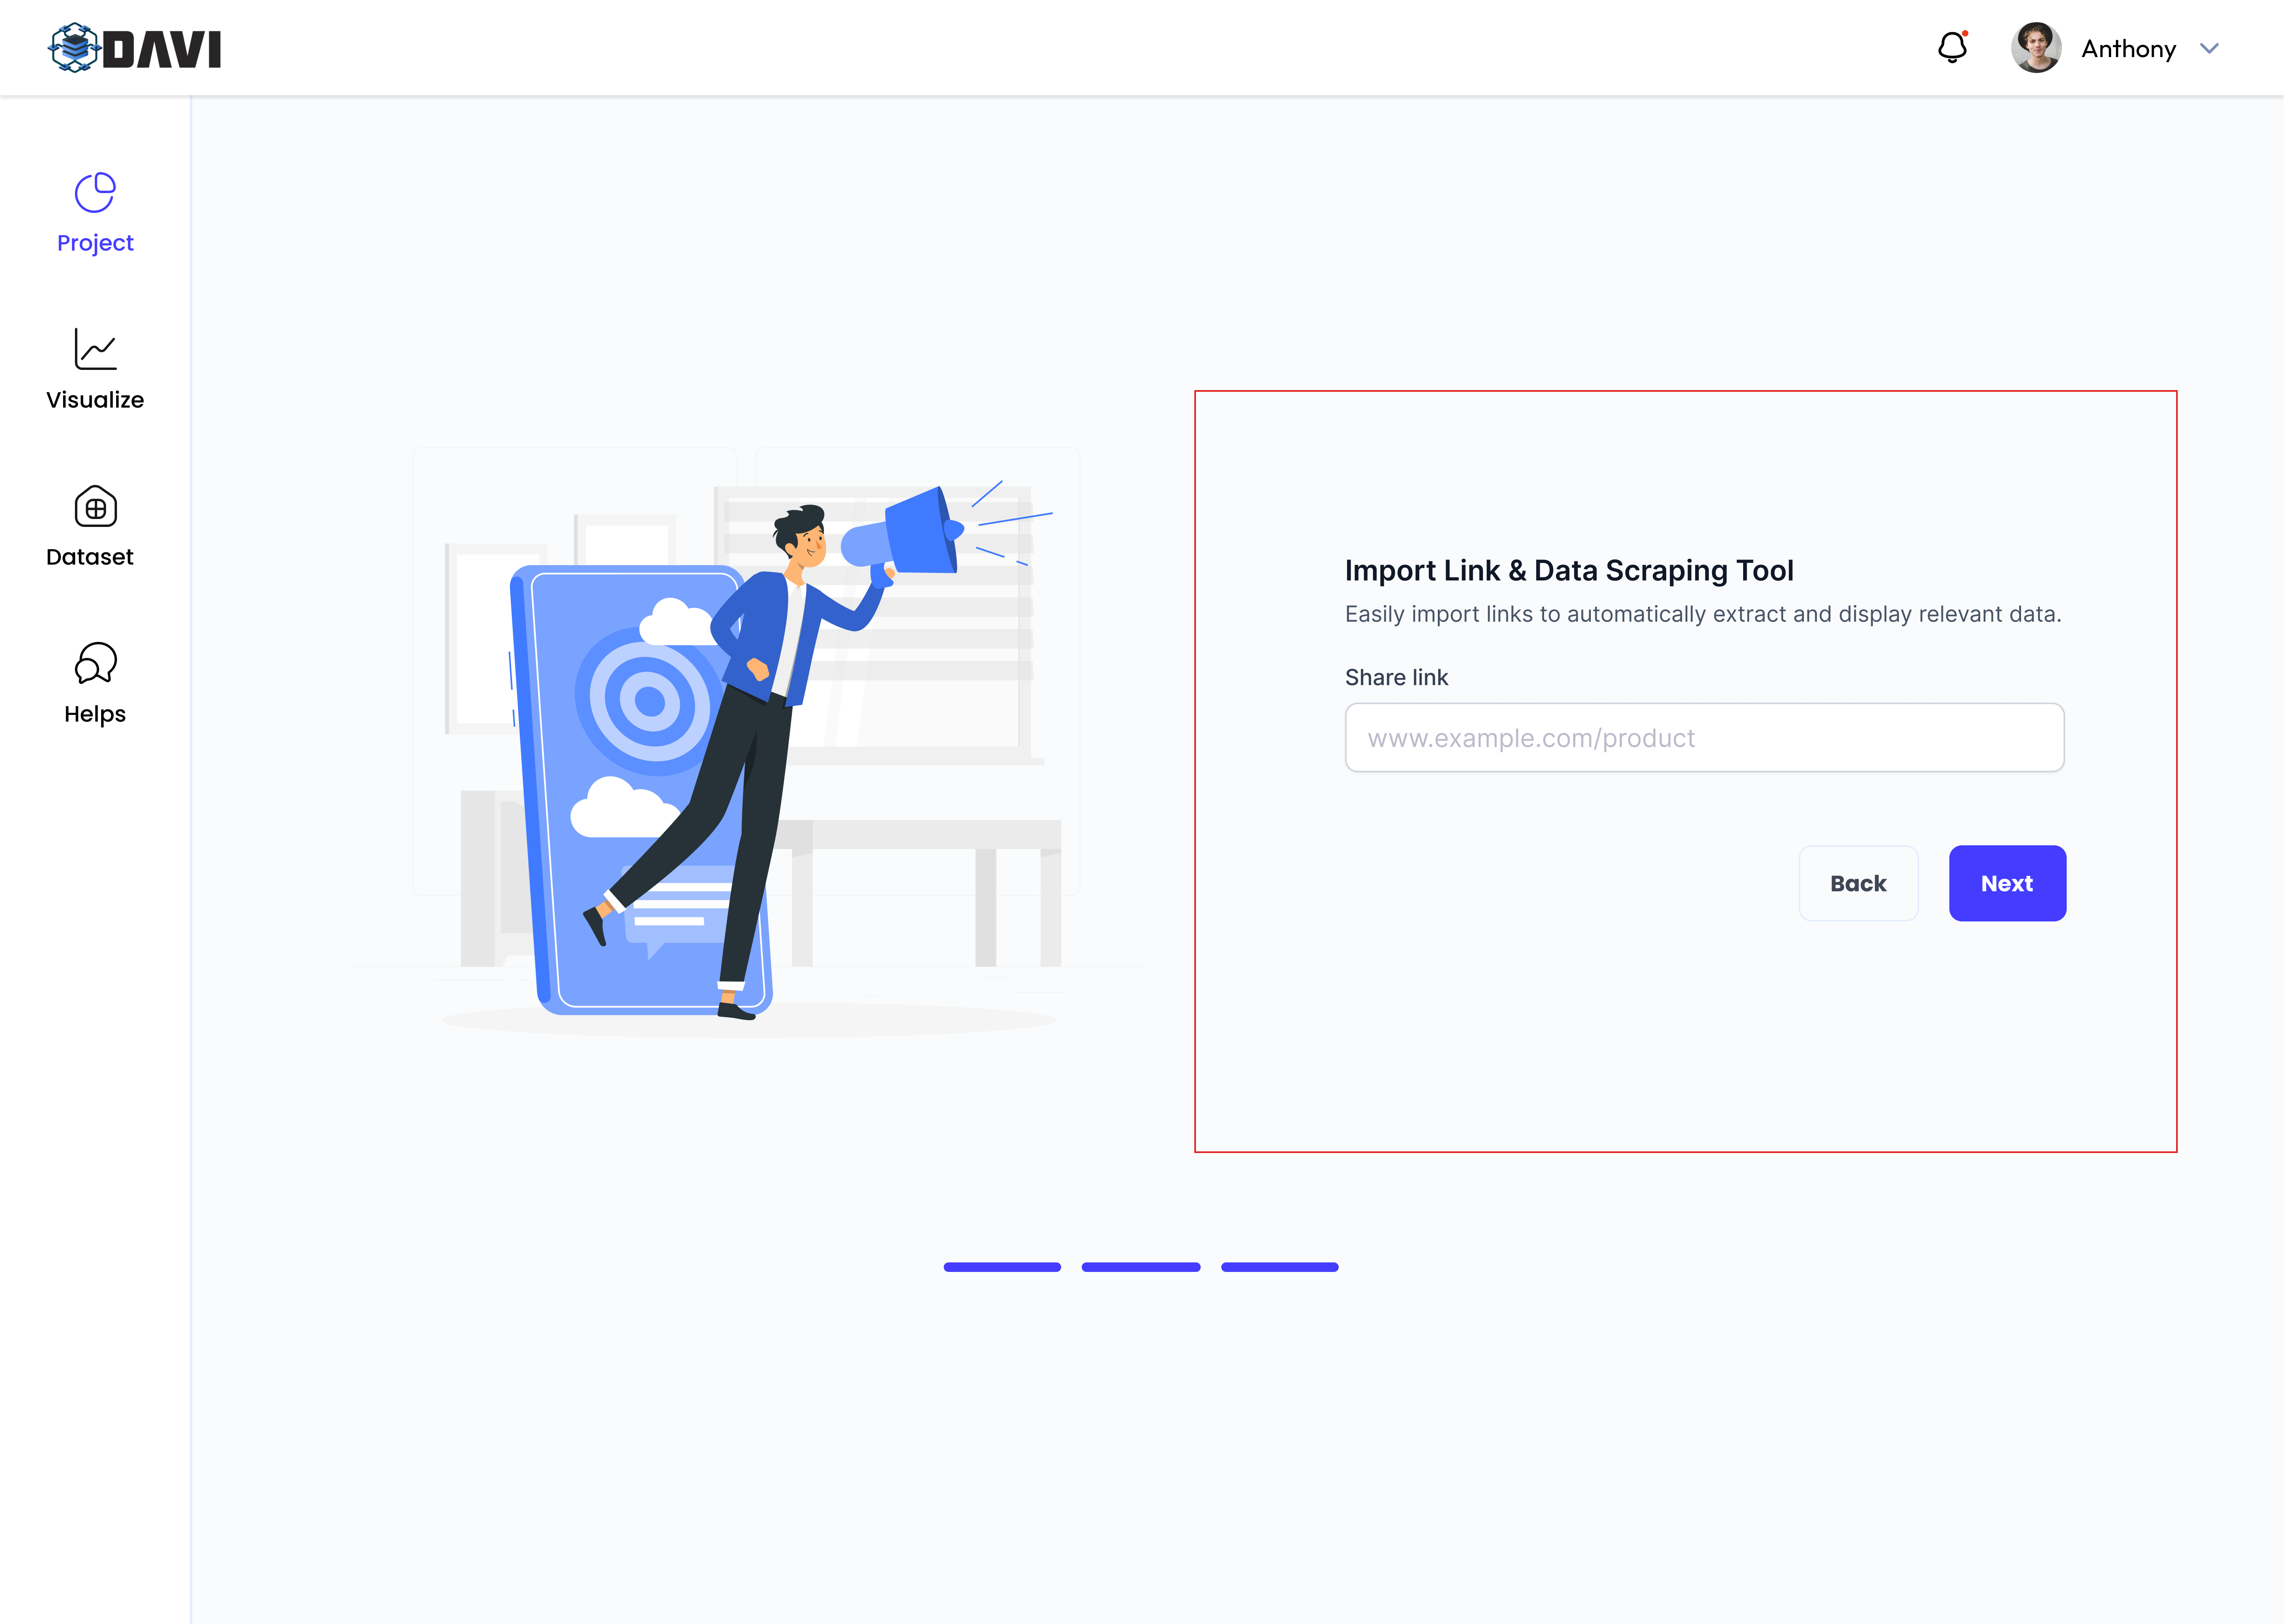 DAVI
Anthony
Project
Visualize
Dataset
Helps
Import Link & Data Scraping Tool
Easily import links to automatically extract and display relevant data.
Share link
www.example.com/product
Back
Next